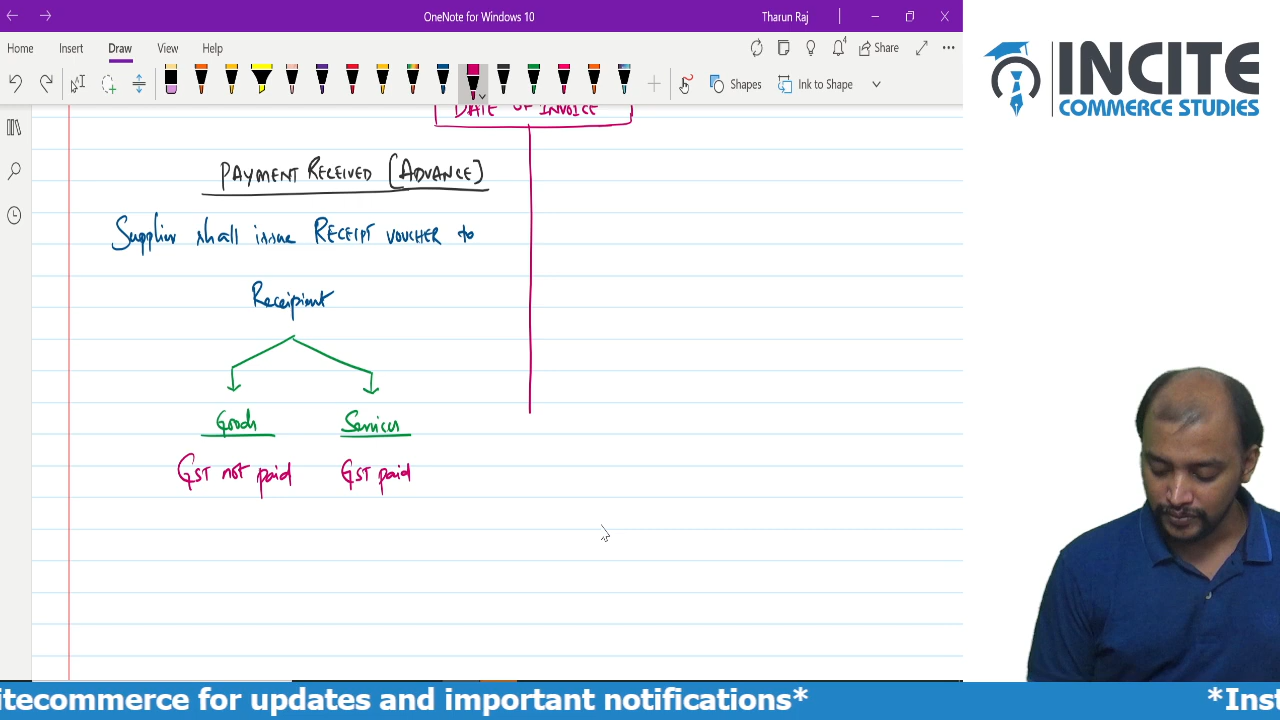 OneNote for Windows 10
Tharun Raj
Home Insert Draw View Help
4
Share
Shapes
Ink to Shape
INCITE
COMMERCE STUDIES
DATE OF INVOICE
PAYMENT RECEIVED (ADVANCE)
Supplier shall issue RECEIPT VOUCHER to
Receipient
Goods Services
GST not paid GST paid
itecommerce for updates and important notifications* *Inst